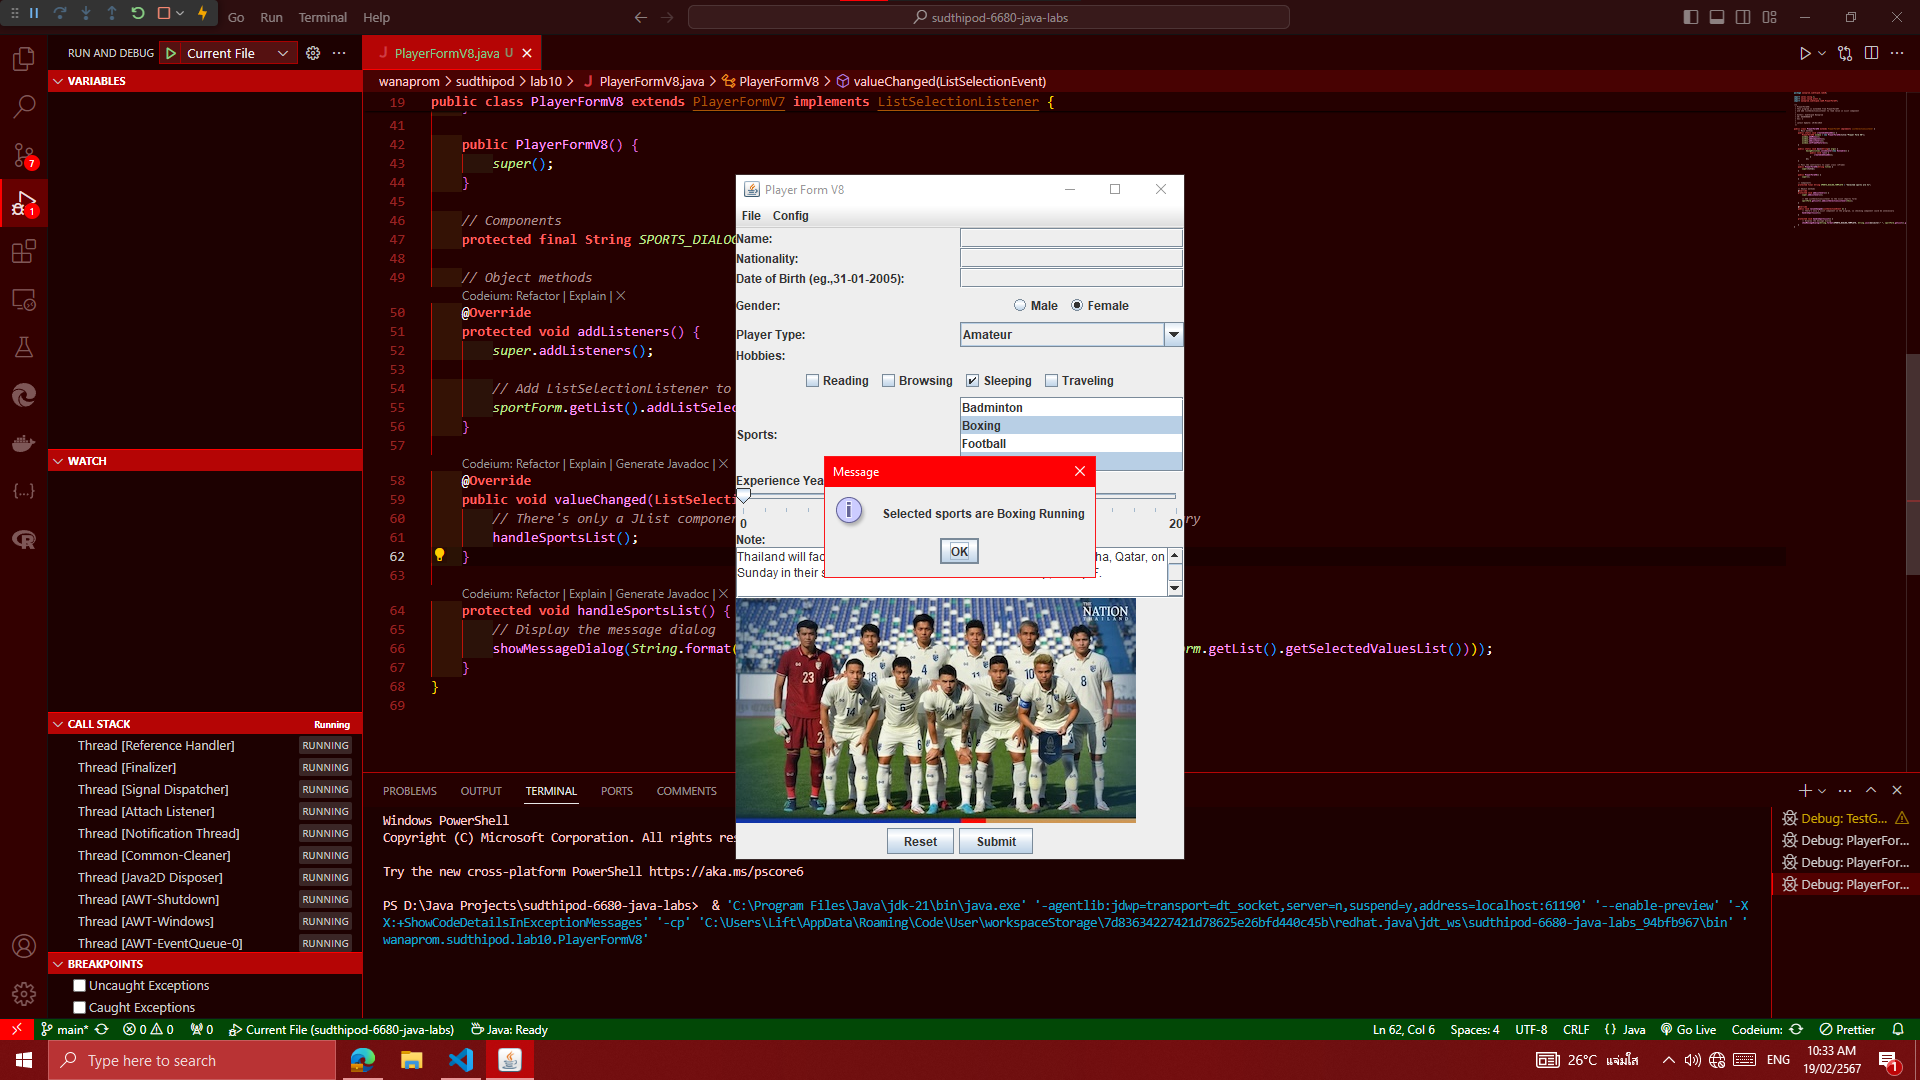 Go Run Terminal Help
sudthipod-6680-java-labs
RUN AND DEBUG Current File
PlayerFormV8.java U
VARIABLES
wanaprom > sudthipod > lab10 > PlayerFormV8.java > PlayerFormV8 > valueChanged(ListSelectionEvent)
19 public class PlayerFormV8 extends PlayerFormV7 implements ListSelectionListener {
41
42 public PlayerFormV8() {
43 super();
44 }
45
46 // Components
47 protected final String SPORTS_DIALO
48
49 // Object methods
Codeium: Refactor | Explain | X
50 @Override
51 protected void addListeners() {
52 super.addListeners();
53
54 // Add ListSelectionListener to
55 sportForm.getList().addListSelec
56 }
57
Codeium: Refactor | Explain | Generate Javadoc | X
58 @Override
59 public void valueChanged(ListSelecti
60 // There's only a JList componen ry
61 handleSportsList();
62 }
63
Codeium: Refactor | Explain | Generate Javadoc | X
64 protected void handleSportsList() {
65 // Display the message dialog
66 showMessageDialog(String.format( rm.getList().getSelectedValuesList()));
67 }
68 }
69
Player Form V8
File Config
Name:
Nationality:
Date of Birth (eg.,31-01-2005):
Gender: Male Female
Player Type: Amateur
Hobbies:
Reading Browsing Sleeping Traveling
Sports:
Badminton
Boxing
Football
Experience Yea
0 20
Note:
Thailand will fac ha, Qatar, on
Sunday in their s F.
Message
Selected sports are Boxing Running
OK
THE NATION THAILAND
23 14 6 16 3 8
Reset Submit
WATCH
CALL STACK Running
Thread [Reference Handler] RUNNING
Thread [Finalizer] RUNNING
Thread [Signal Dispatcher] RUNNING
Thread [Attach Listener] RUNNING
Thread [Notification Thread] RUNNING
Thread [Common-Cleaner] RUNNING
Thread [Java2D Disposer] RUNNING
Thread [AWT-Shutdown] RUNNING
Thread [AWT-Windows] RUNNING
Thread [AWT-EventQueue-0] RUNNING
BREAKPOINTS
Uncaught Exceptions
Caught Exceptions
PROBLEMS OUTPUT TERMINAL PORTS COMMENTS
Windows PowerShell
Copyright (C) Microsoft Corporation. All rights res
Try the new cross-platform PowerShell https://aka.ms/pscore6
PS D:\Java Projects\sudthipod-6680-java-labs> & 'C:\Program Files\Java\jdk-21\bin\java.exe' '-agentlib:jdwp=transport=dt_socket,server=n,suspend=y,address=localhost:61190' '--enable-preview' '-X
X:+ShowCodeDetailsInExceptionMessages' '-cp' 'C:\Users\Lift\AppData\Roaming\Code\User\workspaceStorage\7d83634227421d78625e26bfd440c45b\redhat.java\jdt_ws\sudthipod-6680-java-labs_94bfb967\bin' '
wanaprom.sudthipod.lab10.PlayerFormV8'
Debug: TestG...
Debug: PlayerFor...
Debug: PlayerFor...
Debug: PlayerFor...
main* 0 0 0 Current File (sudthipod-6680-java-labs) Java: Ready
Ln 62, Col 6 Spaces: 4 UTF-8 CRLF {} Java Go Live Codeium: Prettier
Type here to search
26°C แจ่มใส ENG
10:33 AM
19/02/2567
7
1
1